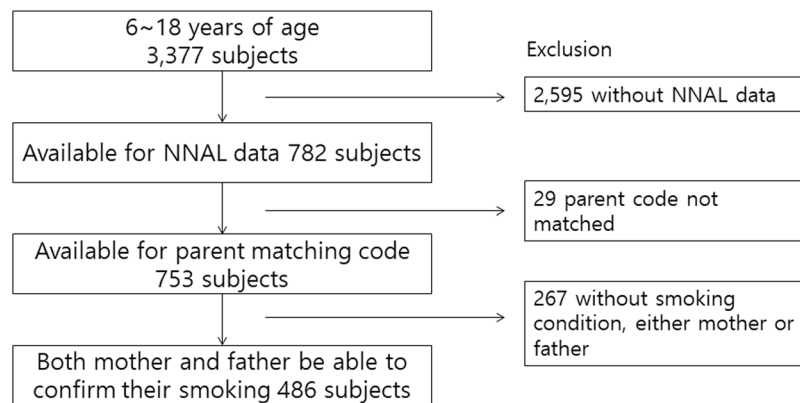 6~18 years of age
3,377 subjects
Exclusion
2,595 without NNAL data
Available for NNAL data 782 subjects
29 parent code not
matched
Available for parent matching code
753 subjects
267 without smoking
condition, either mother or
father
Both mother and father be able to
confirm their smoking 486 subjects